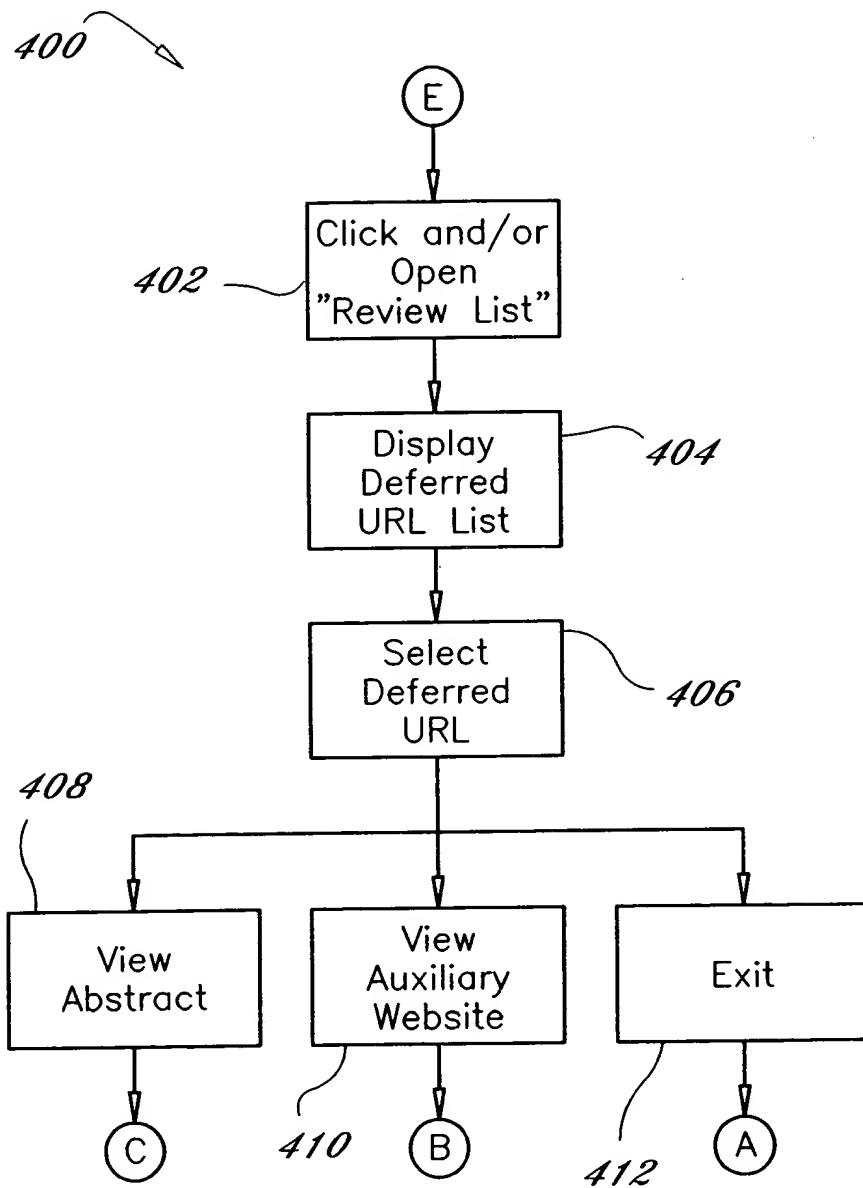 400
E
Click and/or
Open
"Review List"
402
Display
Deferred
URL List
404
Select
Deferred
URL
406
408
View
Abstract
View
Auxiliary
Website
Exit
C
410
B
412
A